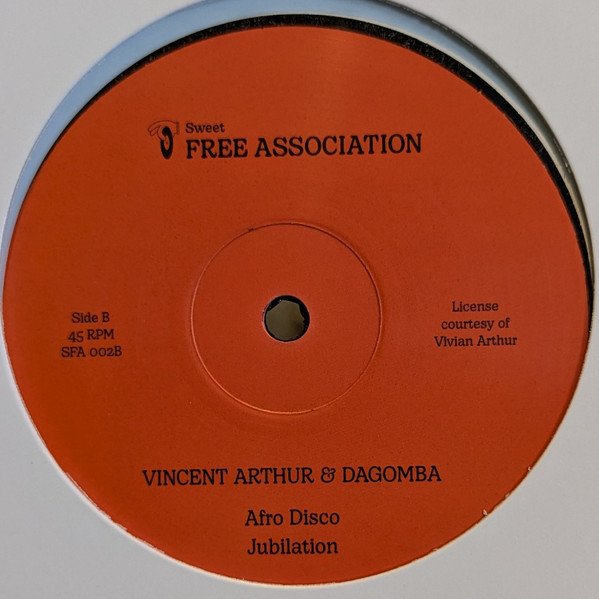 Sweet
FREE ASSOCIATION
Side B
45 RPM
SFA 002B
License
courtesy of
Vivian Arthur
VINCENT ARTHUR & DAGOMBA
Afro Disco
Jubilation